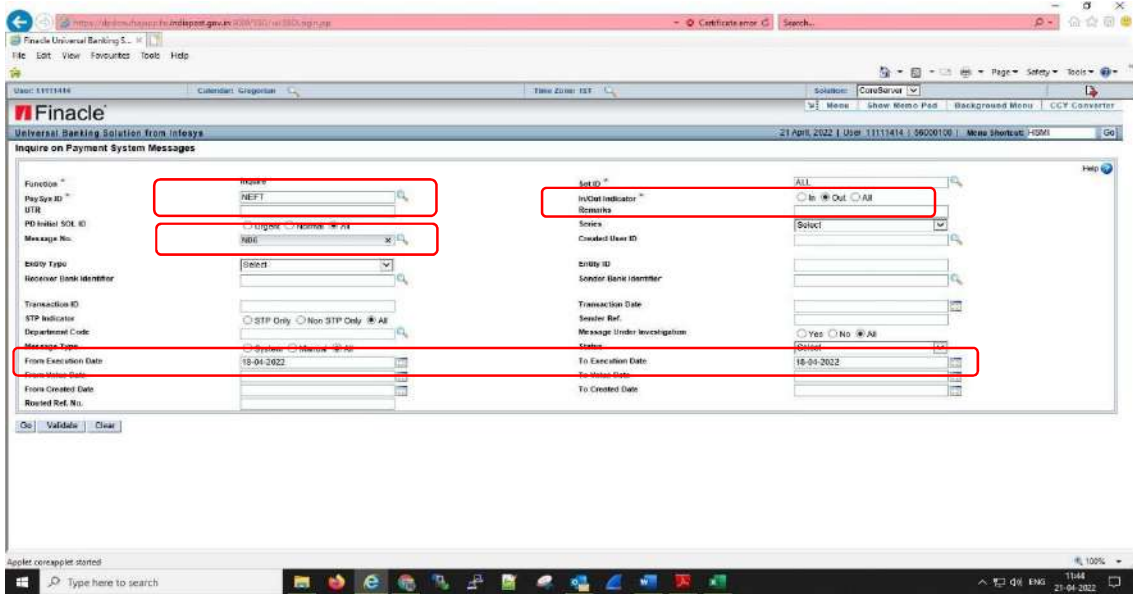 Certificate error
Search...
Finacle Universal Banking S...
File Edit View Favourites Tools Help
Page Safety Tools
User: 11111414 Calendar: Gregorian Time Zone: IST Solution: CoreServer
Menu Show Memo Pad Background Menu CCY Converter
Finacle
Universal Banking Solution from Infosys 21 April, 2022 | User 11111414 | 56000100 | Menu Shortcut: HSMI Go
Inquire on Payment System Messages
Help
Function * Inquire Set ID * ALL
PaySys ID * NEFT In/Out Indicator * In Out All
UTR Remarks
PD Initial SOL ID Urgent Normal All Series Select
Message No. N06 Created User ID
Entity Type Select Entity ID
Receiver Bank Identifier Sender Bank Identifier
Transaction ID Transaction Date
STP Indicator STP Only Non STP Only All Sender Ref.
Department Code Message Under Investigation Yes No All
Message Type System Manual All Status Select
From Execution Date 18-04-2022 To Execution Date 18-04-2022
From Value Date To Value Date
From Created Date To Created Date
Routed Ref. No.
Go Validate Clear
Applet coreapplet started 100%
Type here to search ENG 11:44
21-04-2022